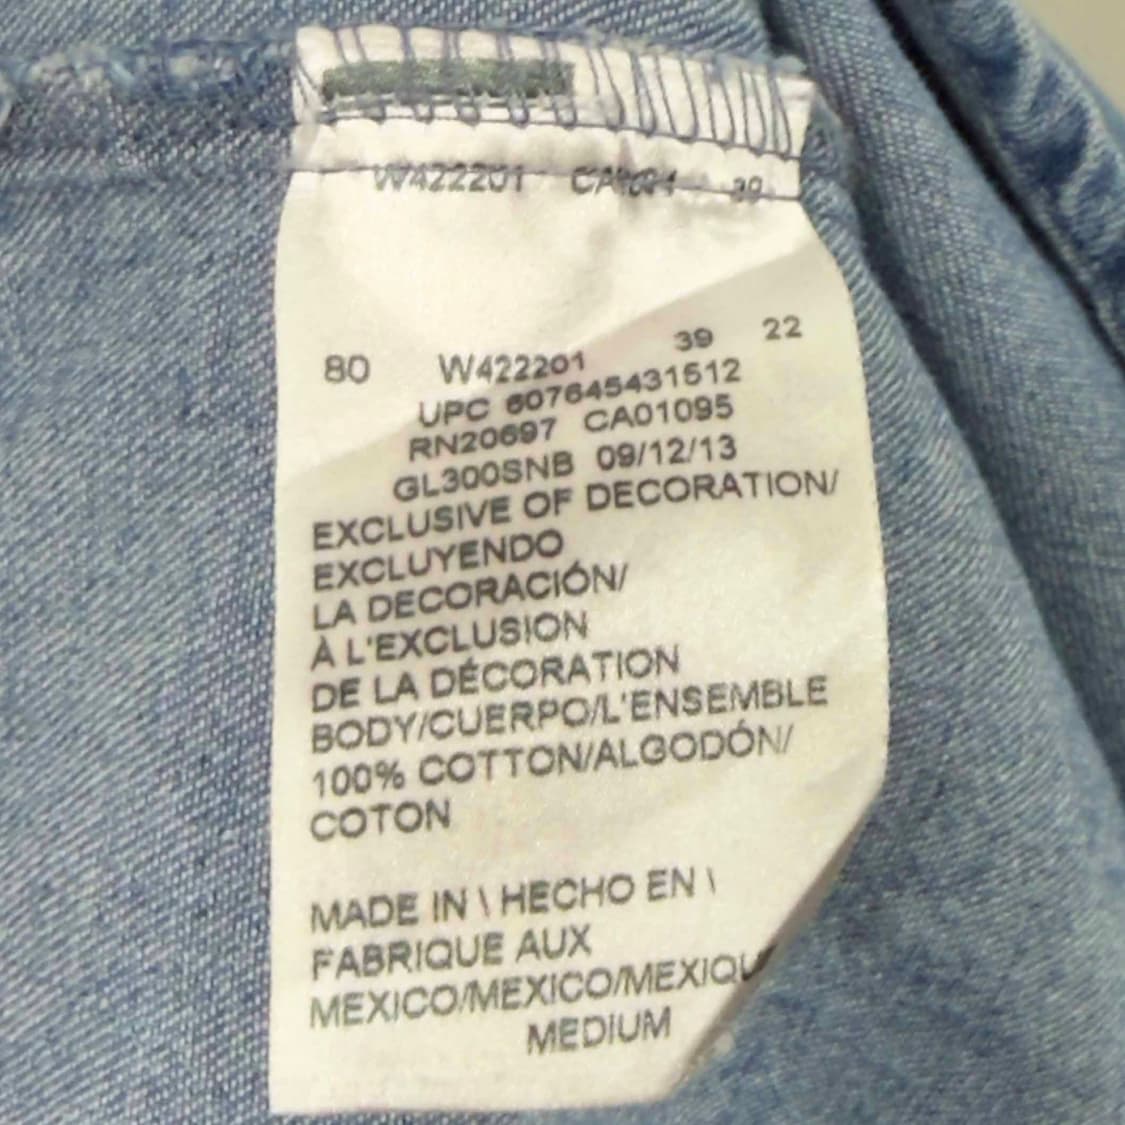 W422201
80 W422201 39 22
UPC 607645431512
RN20697 CA01095
GL300SNB 09/12/13
EXCLUSIVE OF DECORATION/
EXCLUYENDO
LA DECORACIÓN/
À L'EXCLUSION
DE LA DÉCORATION
BODY/CUERPO/L'ENSEMBLE
100% COTTON/ALGODÓN/
COTON
MADE IN \ HECHO EN \
FABRIQUE AUX
MEXICO/MEXICO/MEXIQU
MEDIUM